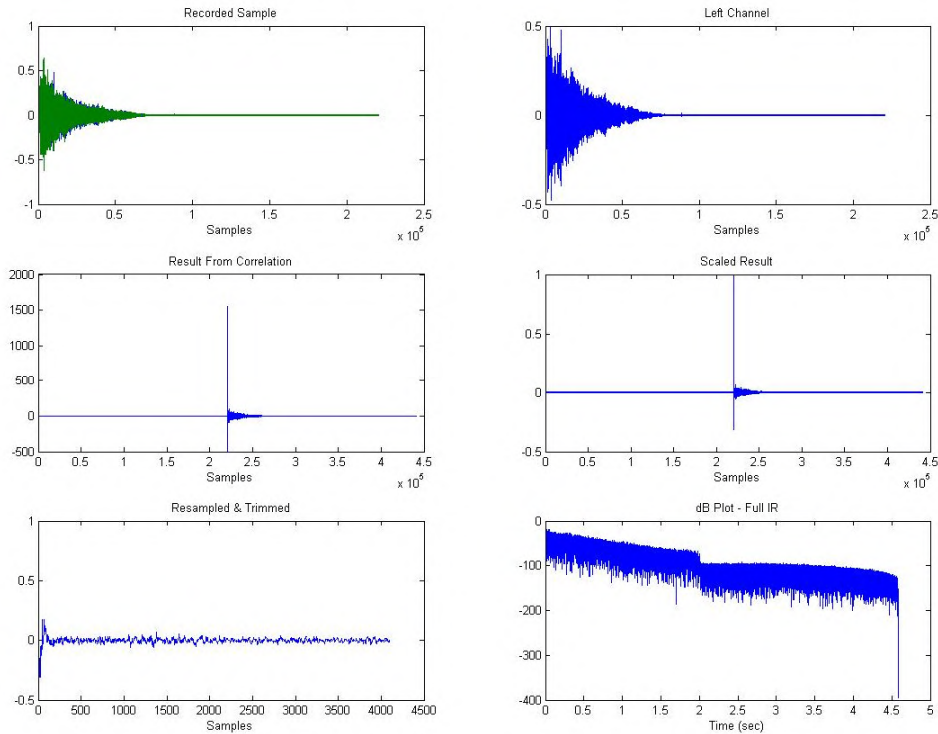 Recorded Sample
1
0.5
0
-0.5
-1
0 0.5 1 1.5 2 2.5
Samples
x 10^5
Left Channel
0.5
0
-0.5
0 0.5 1 1.5 2 2.5
Samples
x 10^5
Result From Correlation
2000
1500
1000
500
0
-500
0 0.5 1 1.5 2 2.5 3 3.5 4 4.5
Samples
x 10^5
Scaled Result
1
0.5
0
-0.5
0 0.5 1 1.5 2 2.5 3 3.5 4 4.5
Samples
x 10^5
Resampled & Trimmed
1
0.5
0
-0.5
0 500 1000 1500 2000 2500 3000 3500 4000 4500
Samples
dB Plot - Full IR
0
-100
-200
-300
-400
0 0.5 1 1.5 2 2.5 3 3.5 4 4.5 5
Time (sec)